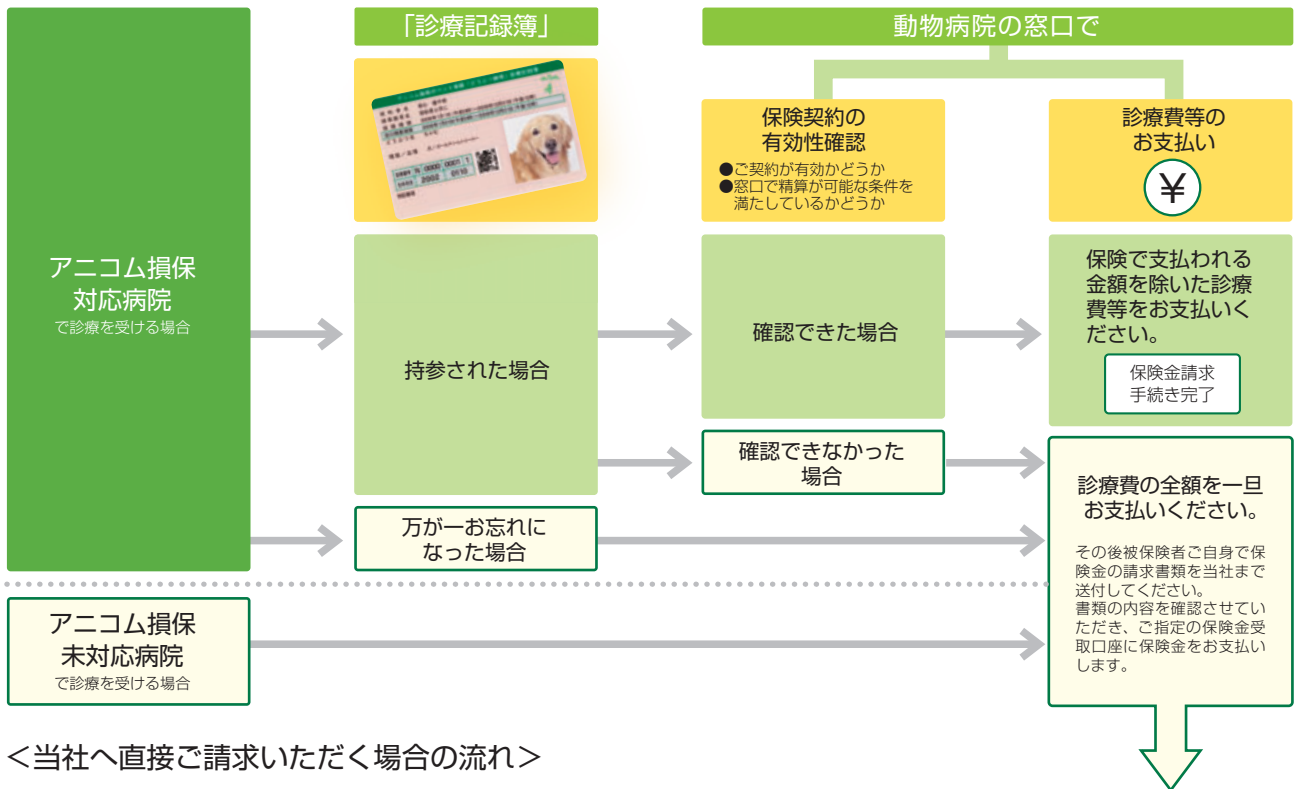 「診療記録簿」
動物病院の窓口で
保険契約の
有効性確認
●ご契約が有効かどうか
●窓口で精算が可能な条件を
満たしているかどうか
診療費等の
お支払い
¥
0000 0001 1
2002 0110
アニコム損保
対応病院
で診療を受ける場合
持参された場合
確認できた場合
保険で支払われる
金額を除いた診療
費等をお支払いく
ださい。
保険金請求
手続き完了
確認できなかった
場合
万が一お忘れに
なった場合
診療費の全額を一旦
お支払いください。
その後被保険者ご自身で保
険金の請求書類を当社まで
送付してください。
書類の内容を確認させてい
ただき、ご指定の保険金受
取口座に保険金をお支払い
します。
アニコム損保
未対応病院
で診療を受ける場合
＜当社へ直接ご請求いただく場合の流れ＞